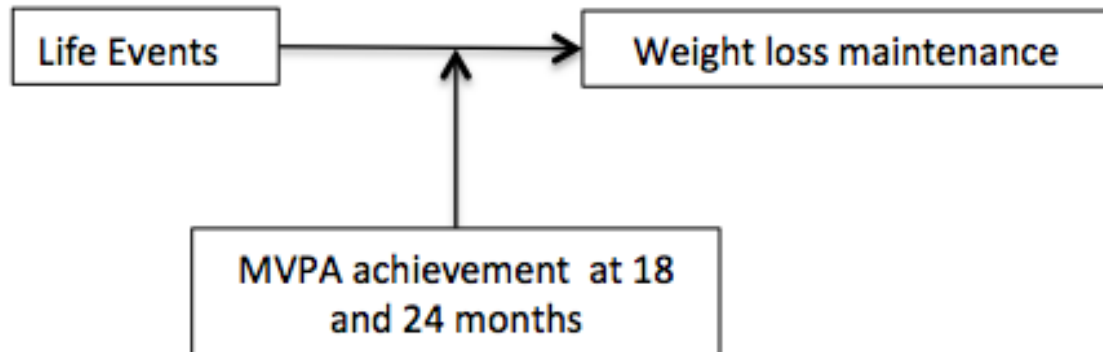 Life Events
Weight loss maintenance
MVPA achievement at 18
and 24 months